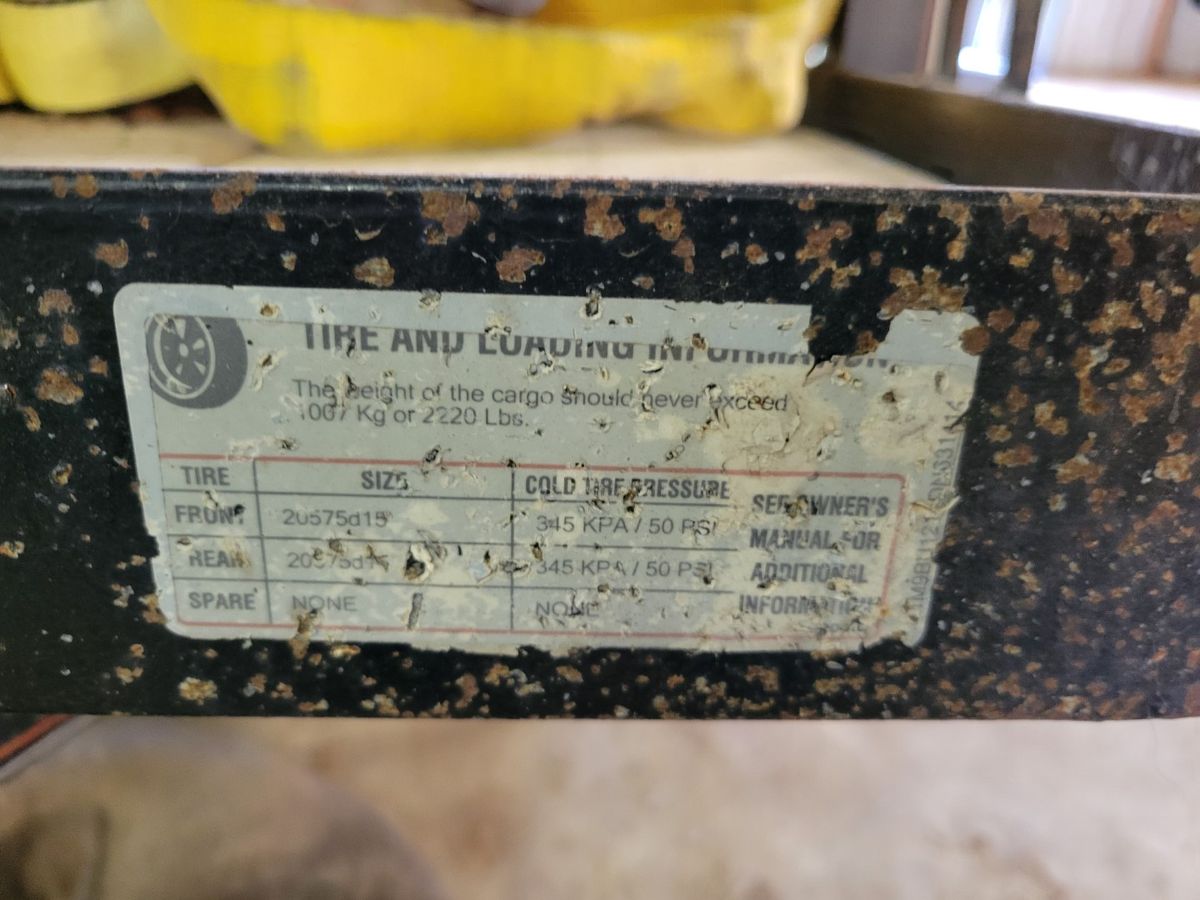 TIRE AND LOADING INFORMATION
The weight of the cargo should never exceed
1007 Kg or 2220 Lbs.
TIRE SIZE COLD TIRE PRESSURE
FRONT 20575d15 345 KPA / 50 PSI
REAR 345 KPA / 50 PSI
SPARE NONE NONE
SEE OWNER'S
MANUAL FOR
ADDITIONAL
INFORMATION